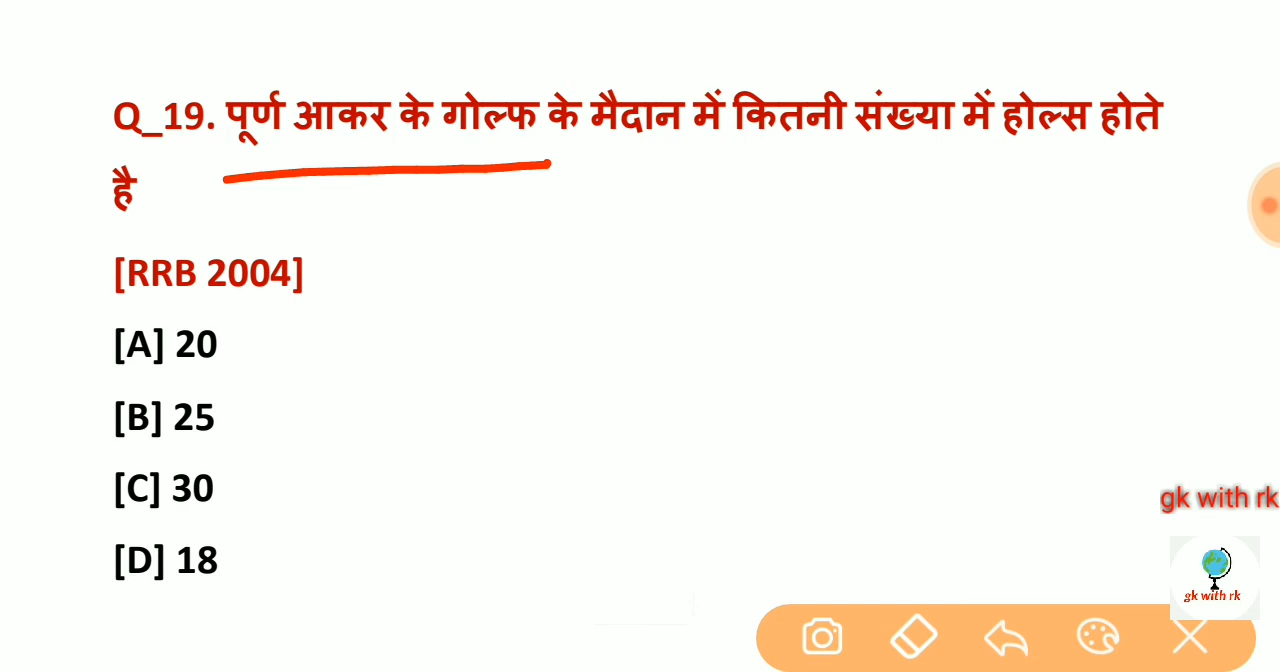 Q_19. पूर्ण आकर के गोल्फ के मैदान में कितनी संख्या में होल्स होते
है
[RRB 2004]
[A] 20
[B] 25
[C] 30
[D] 18
gk with rk
gk with rk